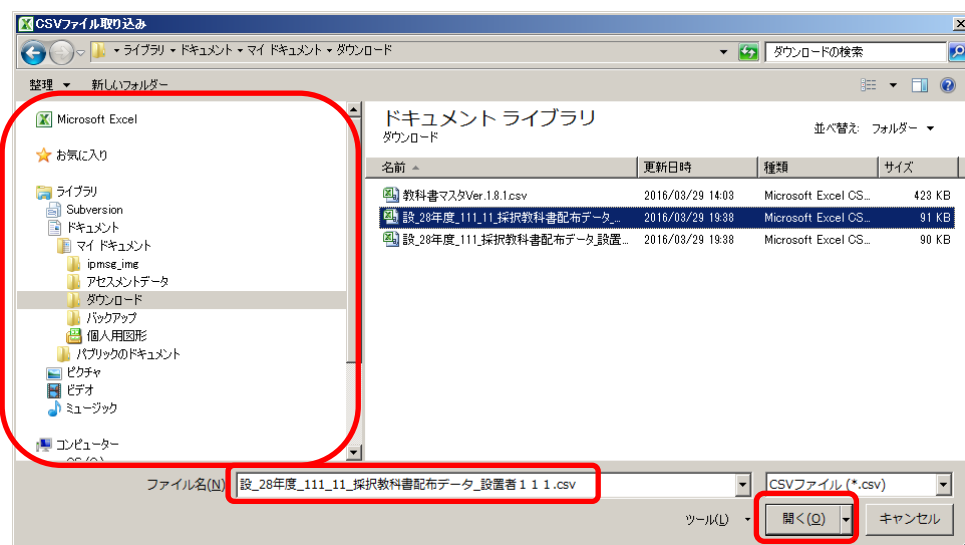 CSVファイル取り込み
ライブラリ ▾ ドキュメント ▾ マイ ドキュメント ▾ ダウンロード
ダウンロードの検索
整理 ▼ 新しいフォルダー
Microsoft Excel
お気に入り
ライブラリ
Subversion
ドキュメント
マイ ドキュメント
ipmsg_img
アセスメントデータ
ダウンロード
バックアップ
個人用図形
パブリックのドキュメント
ピクチャ
ビデオ
ミュージック
コンピューター
ドキュメント ライブラリ
ダウンロード
並べ替え: フォルダー ▼
名前 更新日時 種類 サイズ
教科書マスタVer.1.8.1.csv 2016/03/29 14:03 Microsoft Excel CS... 423 KB
設_28年度_111_11_採択教科書配布データ_... 2016/03/29 19:38 Microsoft Excel CS... 91 KB
設_28年度_111_採択教科書配布データ_設置... 2016/03/29 19:38 Microsoft Excel CS... 90 KB
ファイル名(N) 設_28年度_111_11_採択教科書配布データ_設置者１１１.csv CSVファイル (*.csv)
ツール(L) 開く(O) キャンセル